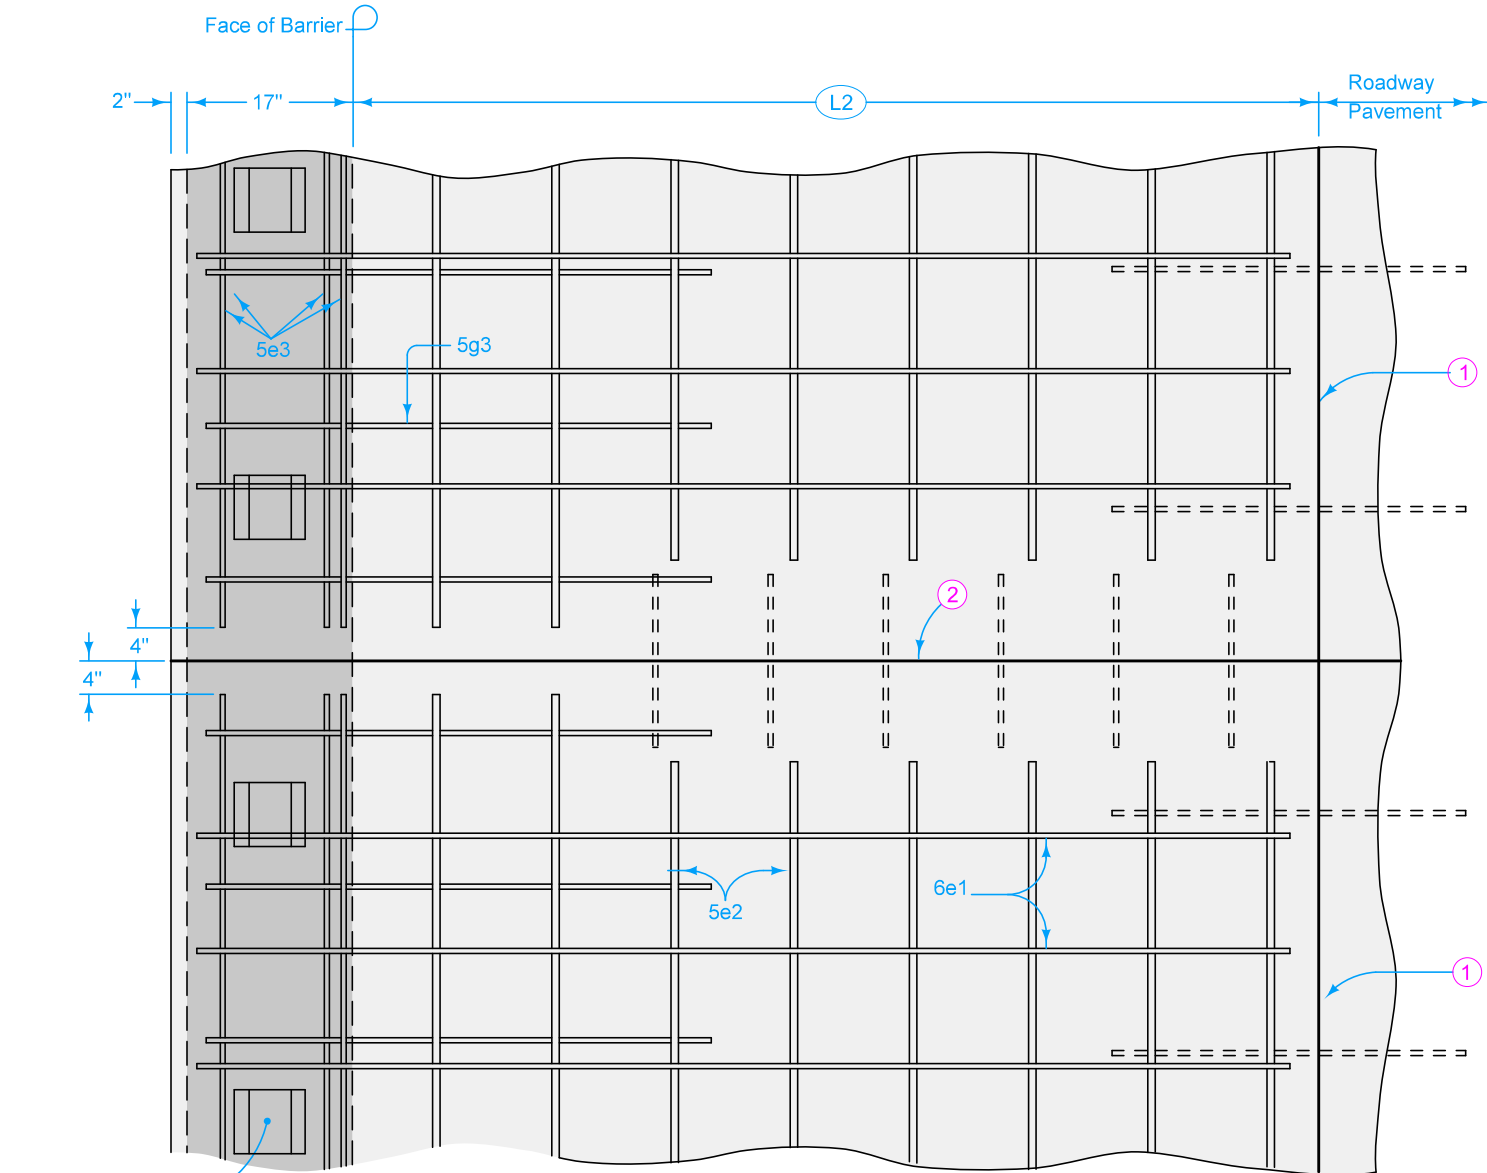 Face of Barrier
2"
17"
L2
Roadway
Pavement
5e3
5g3
1
2
4"
4"
5e2
6e1
1